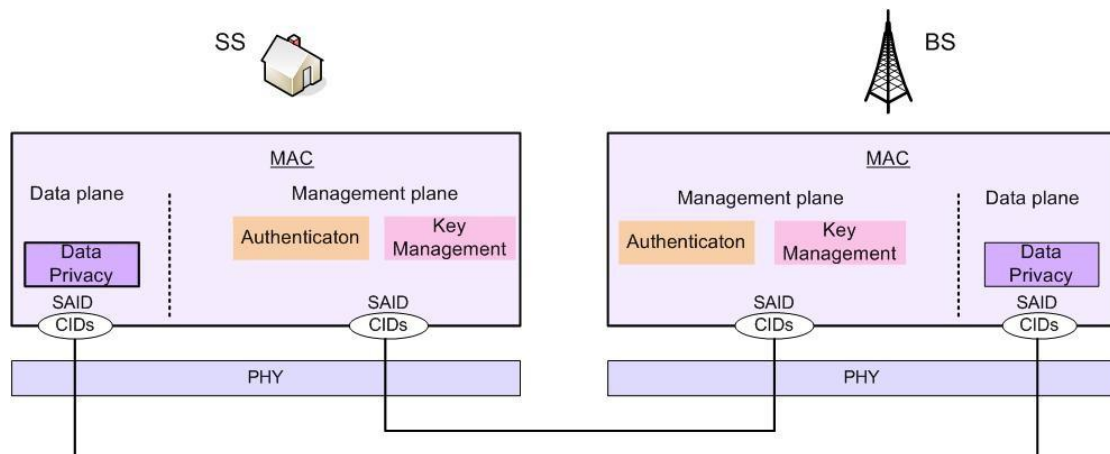 SS
BS
MAC
Data plane
Management plane
Authenticaton
Key
Management
Data
Privacy
SAID
CIDs
SAID
CIDs
PHY
MAC
Management plane
Data plane
Authenticaton
Key
Management
Data
Privacy
SAID
CIDs
SAID
CIDs
PHY